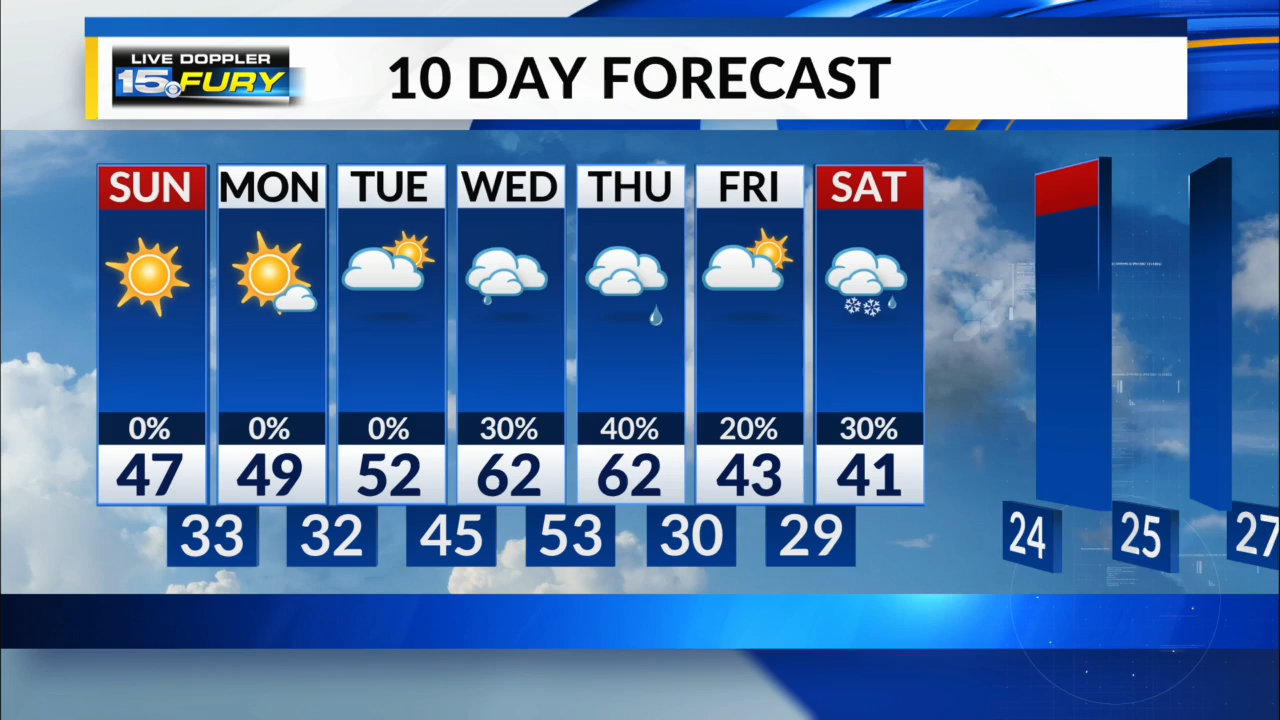 LIVE DOPPLER
15 FURY
10 DAY FORECAST
SUN MON TUE WED THU FRI SAT
0% 0% 0% 30% 40% 20% 30%
47 49 52 62 62 43 41
33 32 45 53 30 29 24 25 27